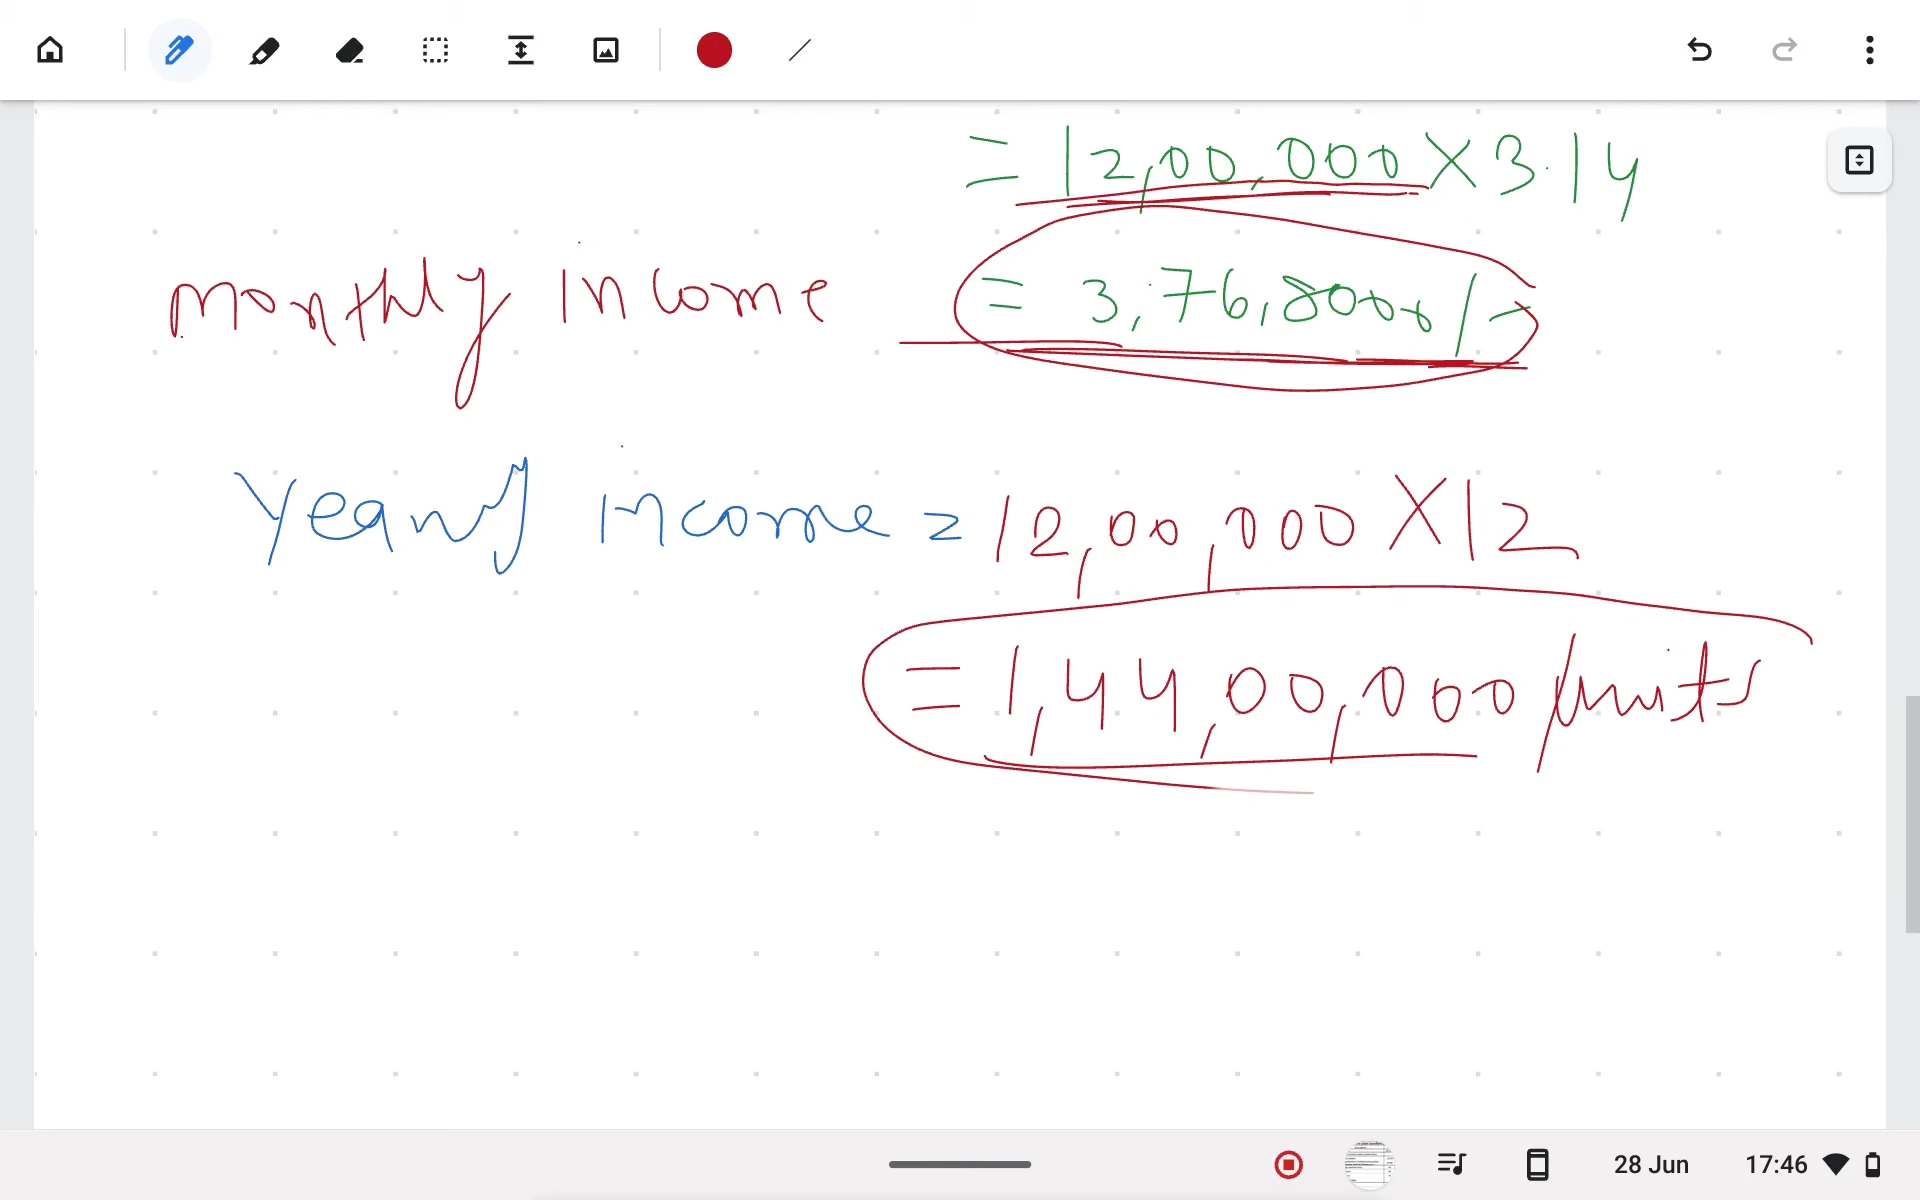 = 12,00,000 X 3.14
monthly income = 3,76,8000/-
Yearly income = 12,00,000 X 12
= 1,44,00,000/units
28 Jun 17:46